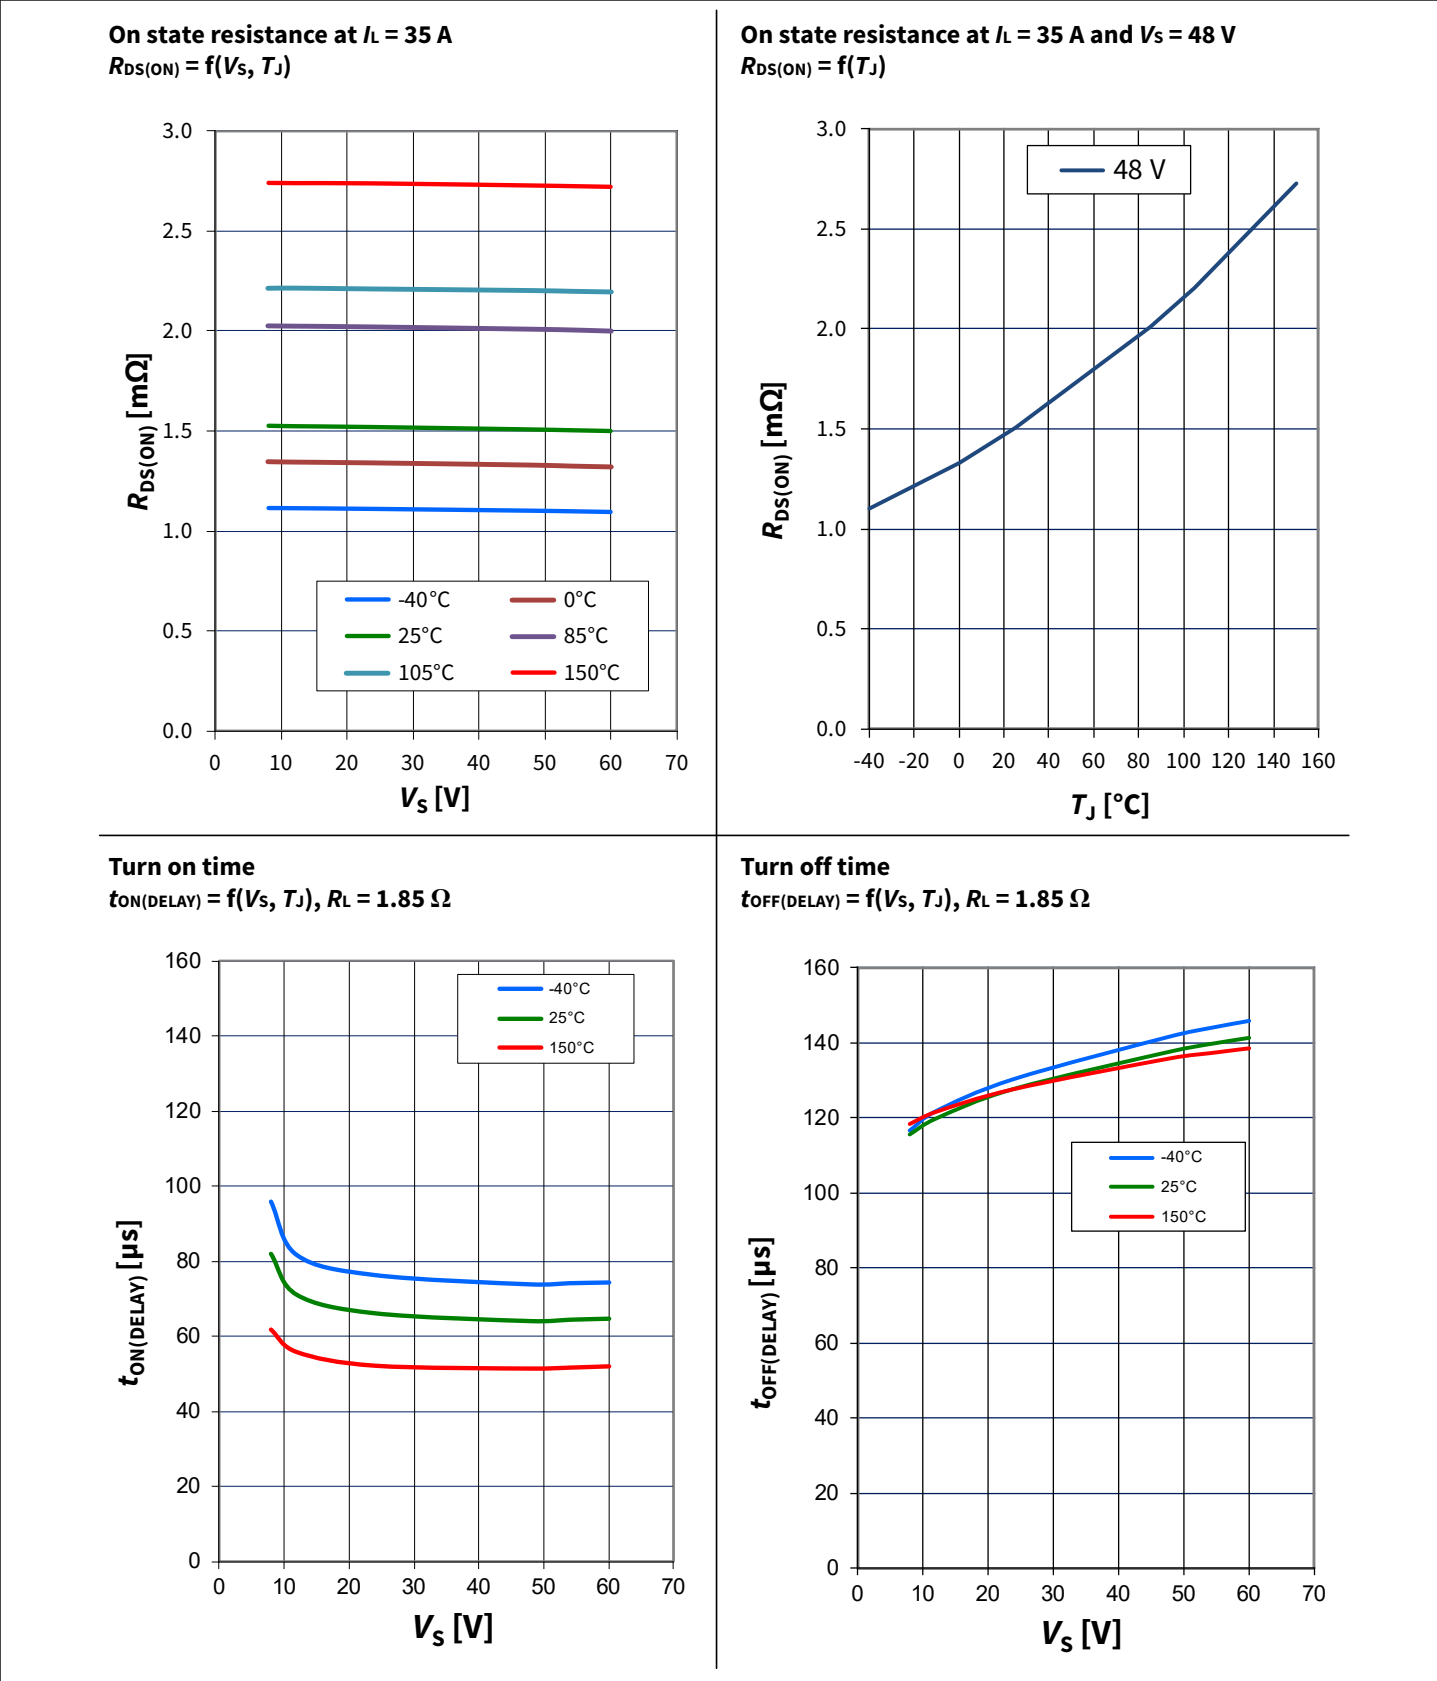 On state resistance at IL = 35 A
RDS(ON) = f(VS, TJ)
3.0
2.5
2.0
1.5
1.0
0.5
0.0
RDS(ON) [mΩ]
-40°C 0°C
25°C 85°C
105°C 150°C
0 10 20 30 40 50 60 70
VS [V]
On state resistance at IL = 35 A and VS = 48 V
RDS(ON) = f(TJ)
3.0
2.5
2.0
1.5
1.0
0.5
0.0
RDS(ON) [mΩ]
48 V
-40 -20 0 20 40 60 80 100 120 140 160
TJ [°C]
Turn on time
tON(DELAY) = f(VS, TJ), RL = 1.85 Ω
160
140
120
100
80
60
40
20
0
tON(DELAY) [µs]
-40°C
25°C
150°C
0 10 20 30 40 50 60 70
VS [V]
Turn off time
tOFF(DELAY) = f(VS, TJ), RL = 1.85 Ω
160
140
120
100
80
60
40
20
0
tOFF(DELAY) [µs]
-40°C
25°C
150°C
0 10 20 30 40 50 60 70
VS [V]